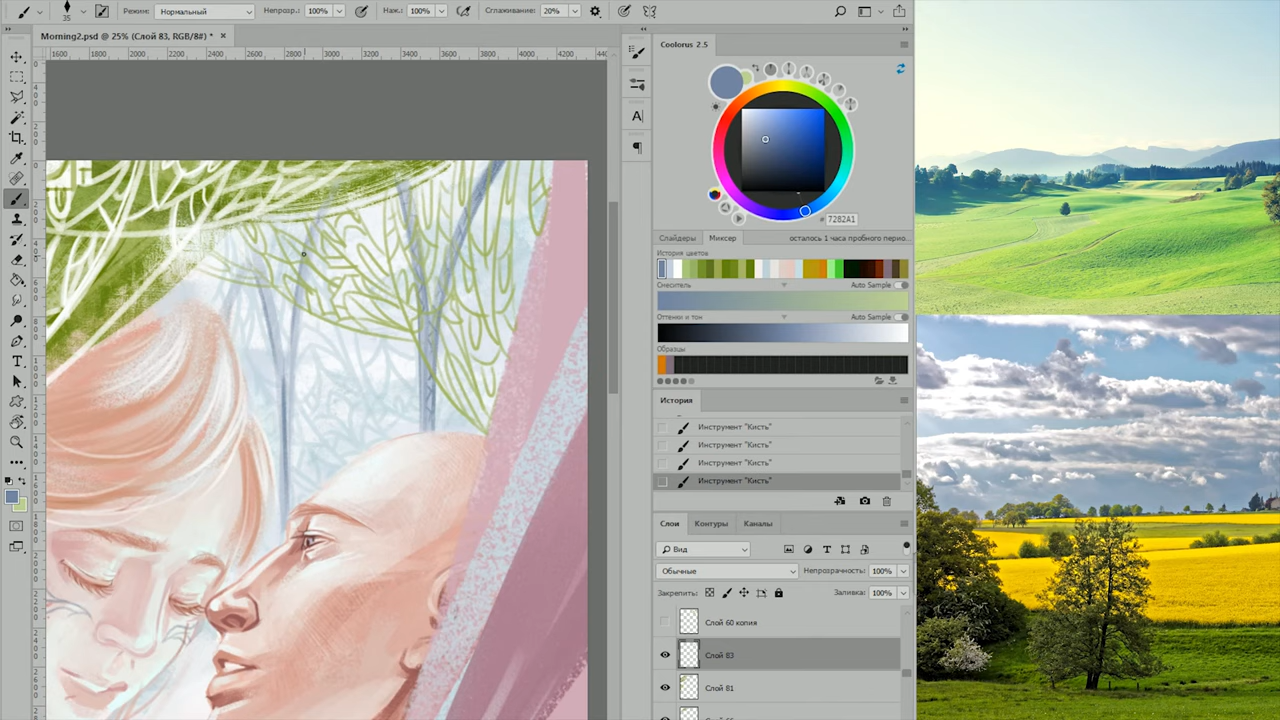 35
Режим:
Нормальный
Непрозр.:
100%
Наж.:
100%
Сглаживание:
20%
Morning2.psd @ 25% (Слой 83, RGB/8#) *
1600
1800
2000
2200
2400
2600
2800
3000
3200
3400
3600
3800
4000
4200
Coolorus 2.5
# 7282A1
Слайдеры
Миксер
осталось 1 часа пробногоперио...
История цветов
Смеситель
Auto Sample
Оттенки и тон
Auto Sample
Образцы
История
Инструмент "Кисть"
Инструмент "Кисть"
Инструмент "Кисть"
Инструмент "Кисть"
Слои
Контуры
Каналы
Вид
Обычные
Непрозрачность:
100%
Закрепить:
Заливка:
100%
Слой 60 копия
Слой 83
Слой 81